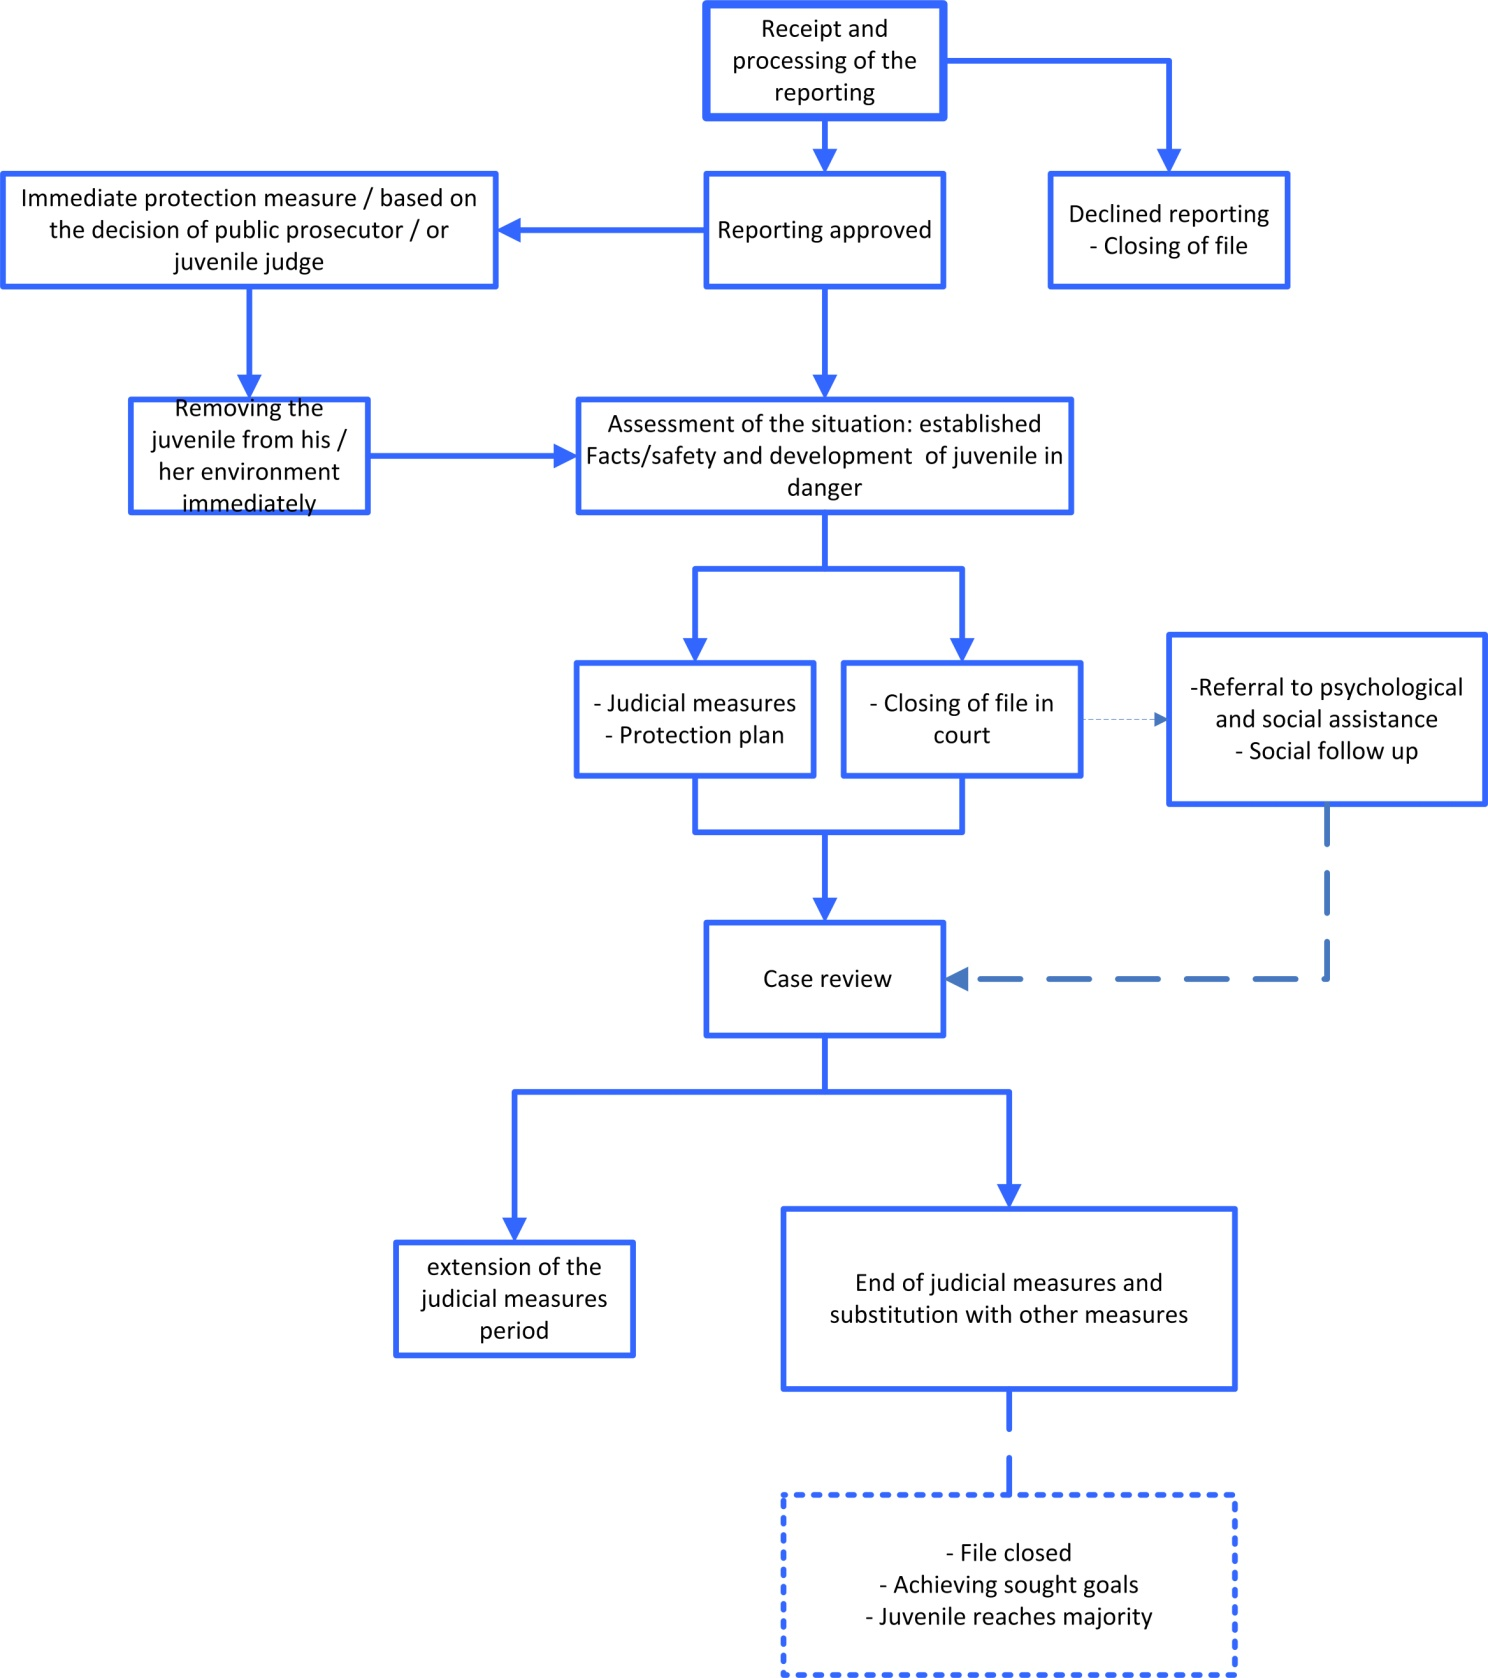 Receipt and
processing of the
reporting
Immediate protection measure / based on
the decision of public prosecutor / or
juvenile judge
Reporting approved
Declined reporting
- Closing of file
Removing the
juvenile from his /
her environment
immediately
Assessment of the situation: established
Facts/safety and development  of juvenile in
danger
- Judicial measures
- Protection plan
- Closing of file in
court
-Referral to psychological
and social assistance
- Social follow up
Case review
extension of the
judicial measures
period
End of judicial measures and
substitution with other measures
- File closed
- Achieving sought goals
- Juvenile reaches majority